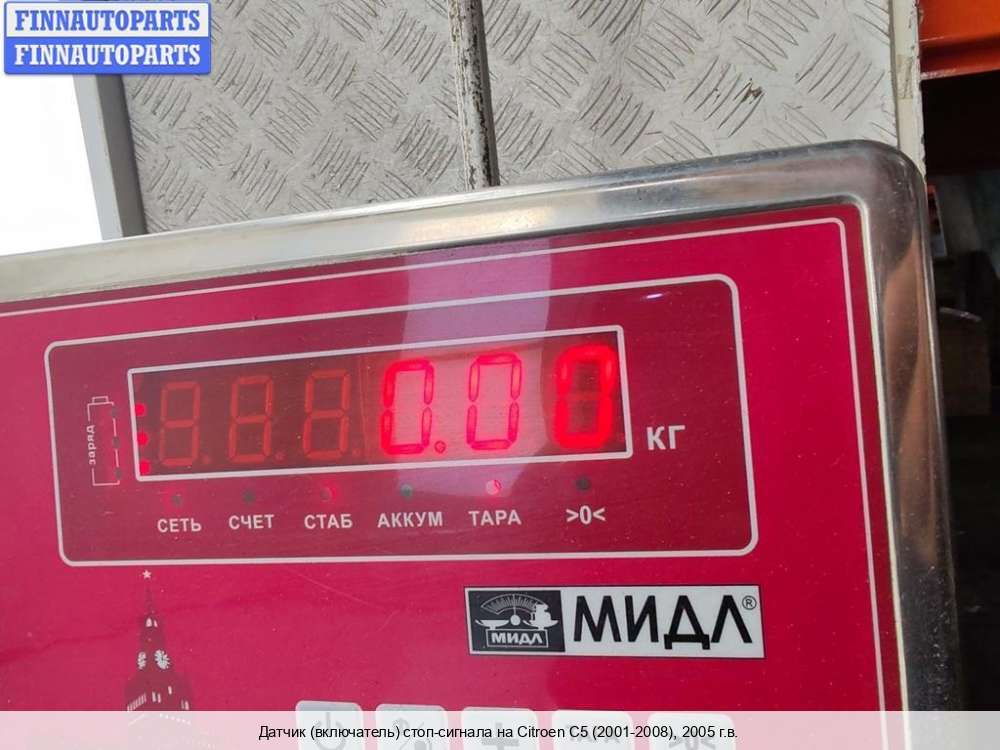 FINNAUTOPARTS
FINNAUTOPARTS
заряд
0.00
КГ
СЕТЬ СЧЕТ СТАБ АККУМ ТАРА >0<
МИДЛ МИДЛ®
Датчик (включатель) стоп-сигнала на Citroen C5 (2001-2008), 2005 г.в.